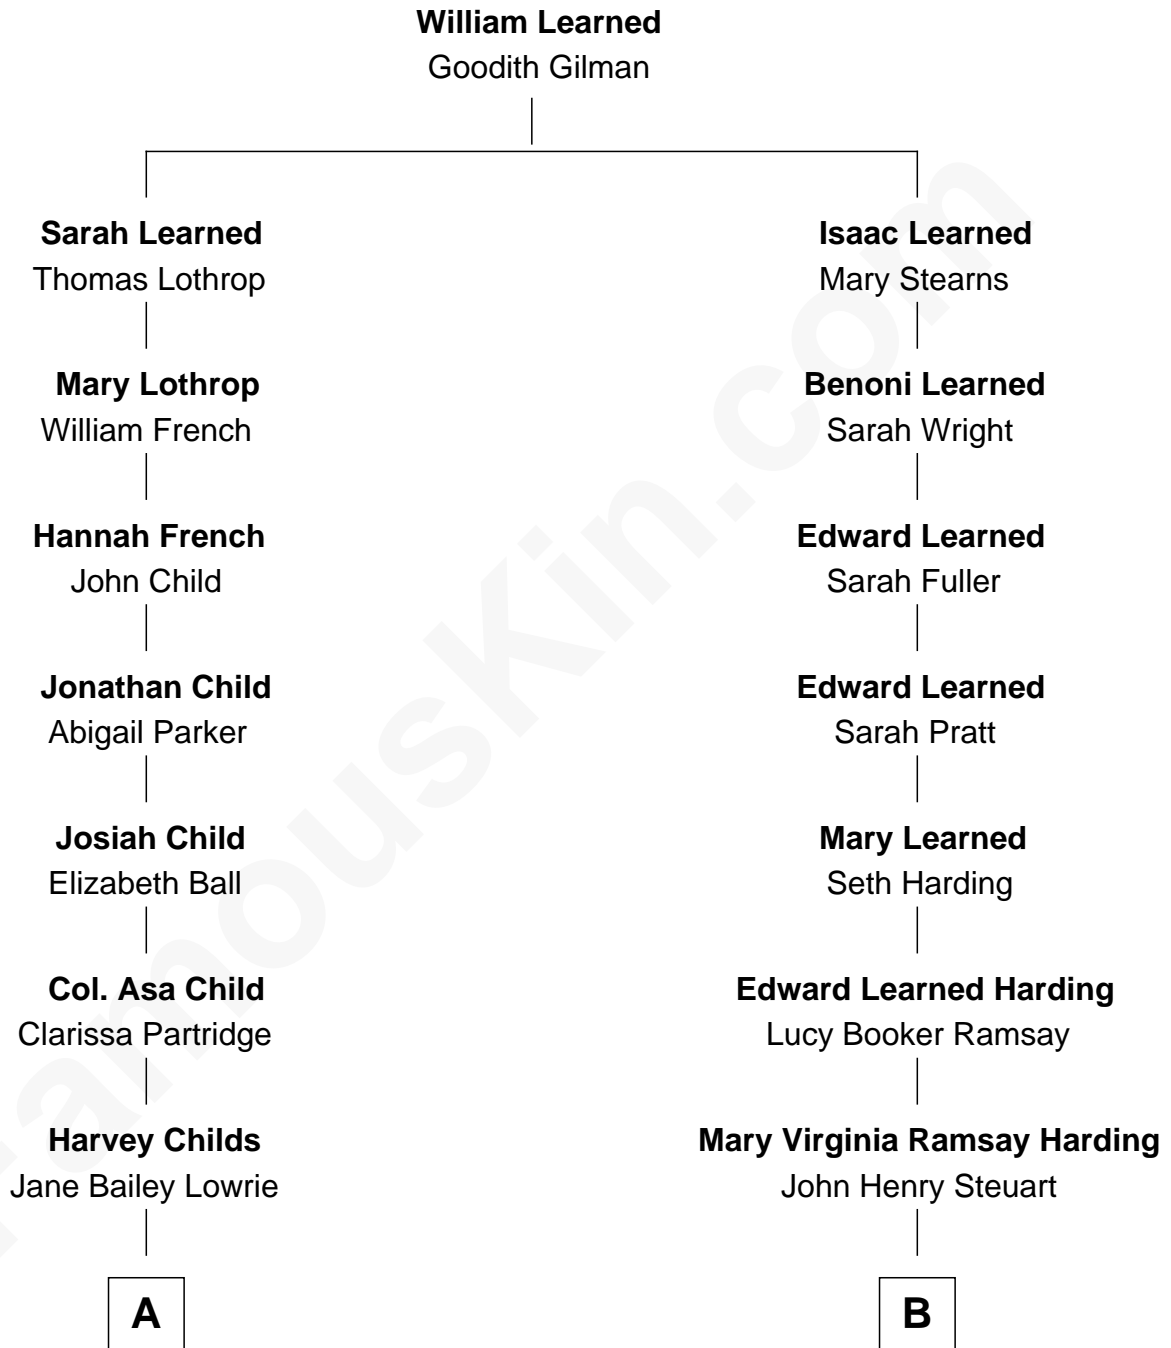 William Learned
Goodith Gilman
Sarah Learned
Thomas Lothrop
Isaac Learned
Mary Stearns
Mary Lothrop
William French
Benoni Learned
Sarah Wright
Hannah French
John Child
Edward Learned
Sarah Fuller
Jonathan Child
Abigail Parker
Edward Learned
Sarah Pratt
Josiah Child
Elizabeth Ball
Mary Learned
Seth Harding
Col. Asa Child
Clarissa Partridge
Edward Learned Harding
Lucy Booker Ramsay
Harvey Childs
Jane Bailey Lowrie
Mary Virginia Ramsay Harding
John Henry Steuart
A
B
FamousKin.com